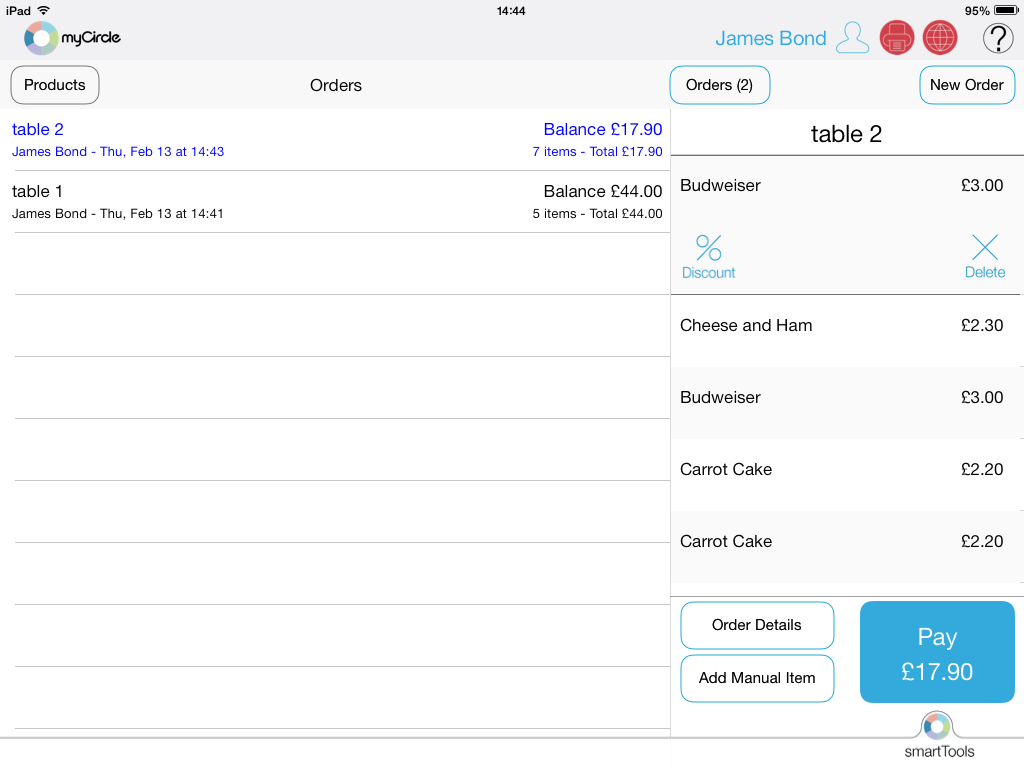 iPad 14:44 95%
myCircle James Bond ?
Products Orders Orders (2) New Order
table 2 Balance £17.90
James Bond - Thu, Feb 13 at 14:43 7 items - Total £17.90
table 1 Balance £44.00
James Bond - Thu, Feb 13 at 14:41 5 items - Total £44.00
table 2
Budweiser £3.00
%
Discount Delete
Cheese and Ham £2.30
Budweiser £3.00
Carrot Cake £2.20
Carrot Cake £2.20
Order Details
Add Manual Item
Pay
£17.90
smartTools